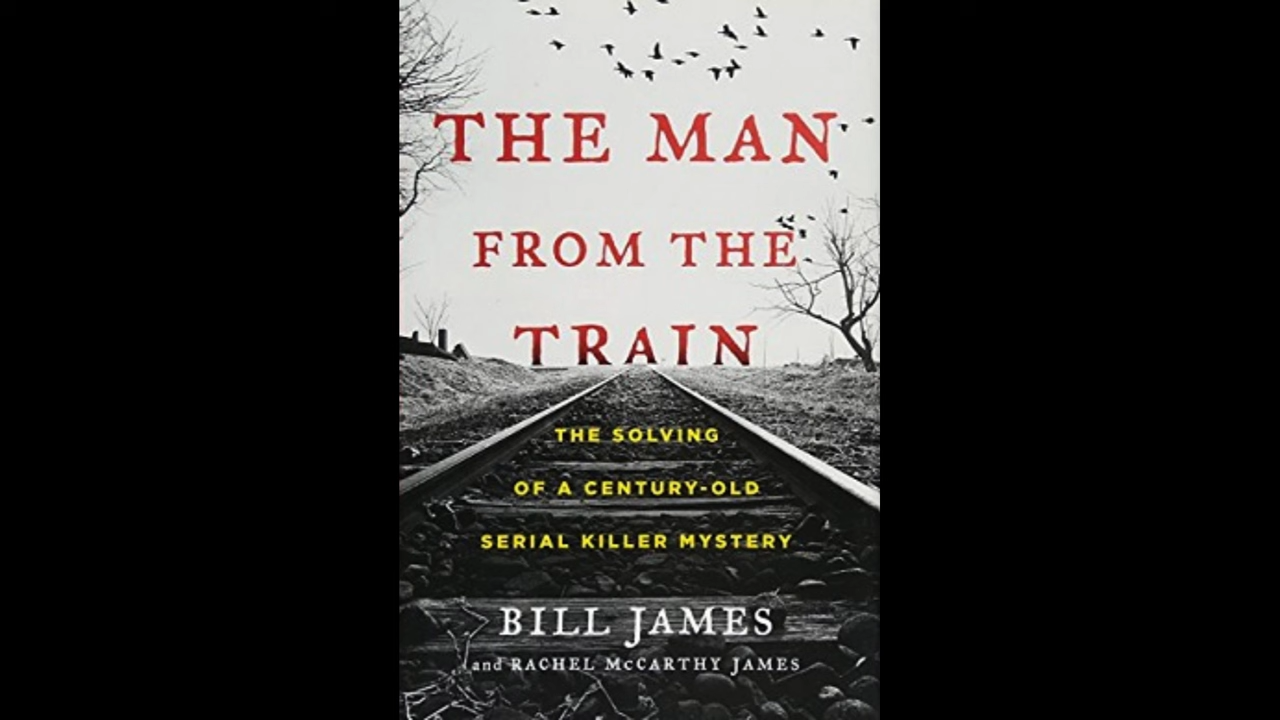 THE MAN
FROM THE
TRAIN
THE SOLVING
OF A CENTURY-OLD
SERIAL KILLER MYSTERY
BILL JAMES
and RACHEL McCARTHY JAMES